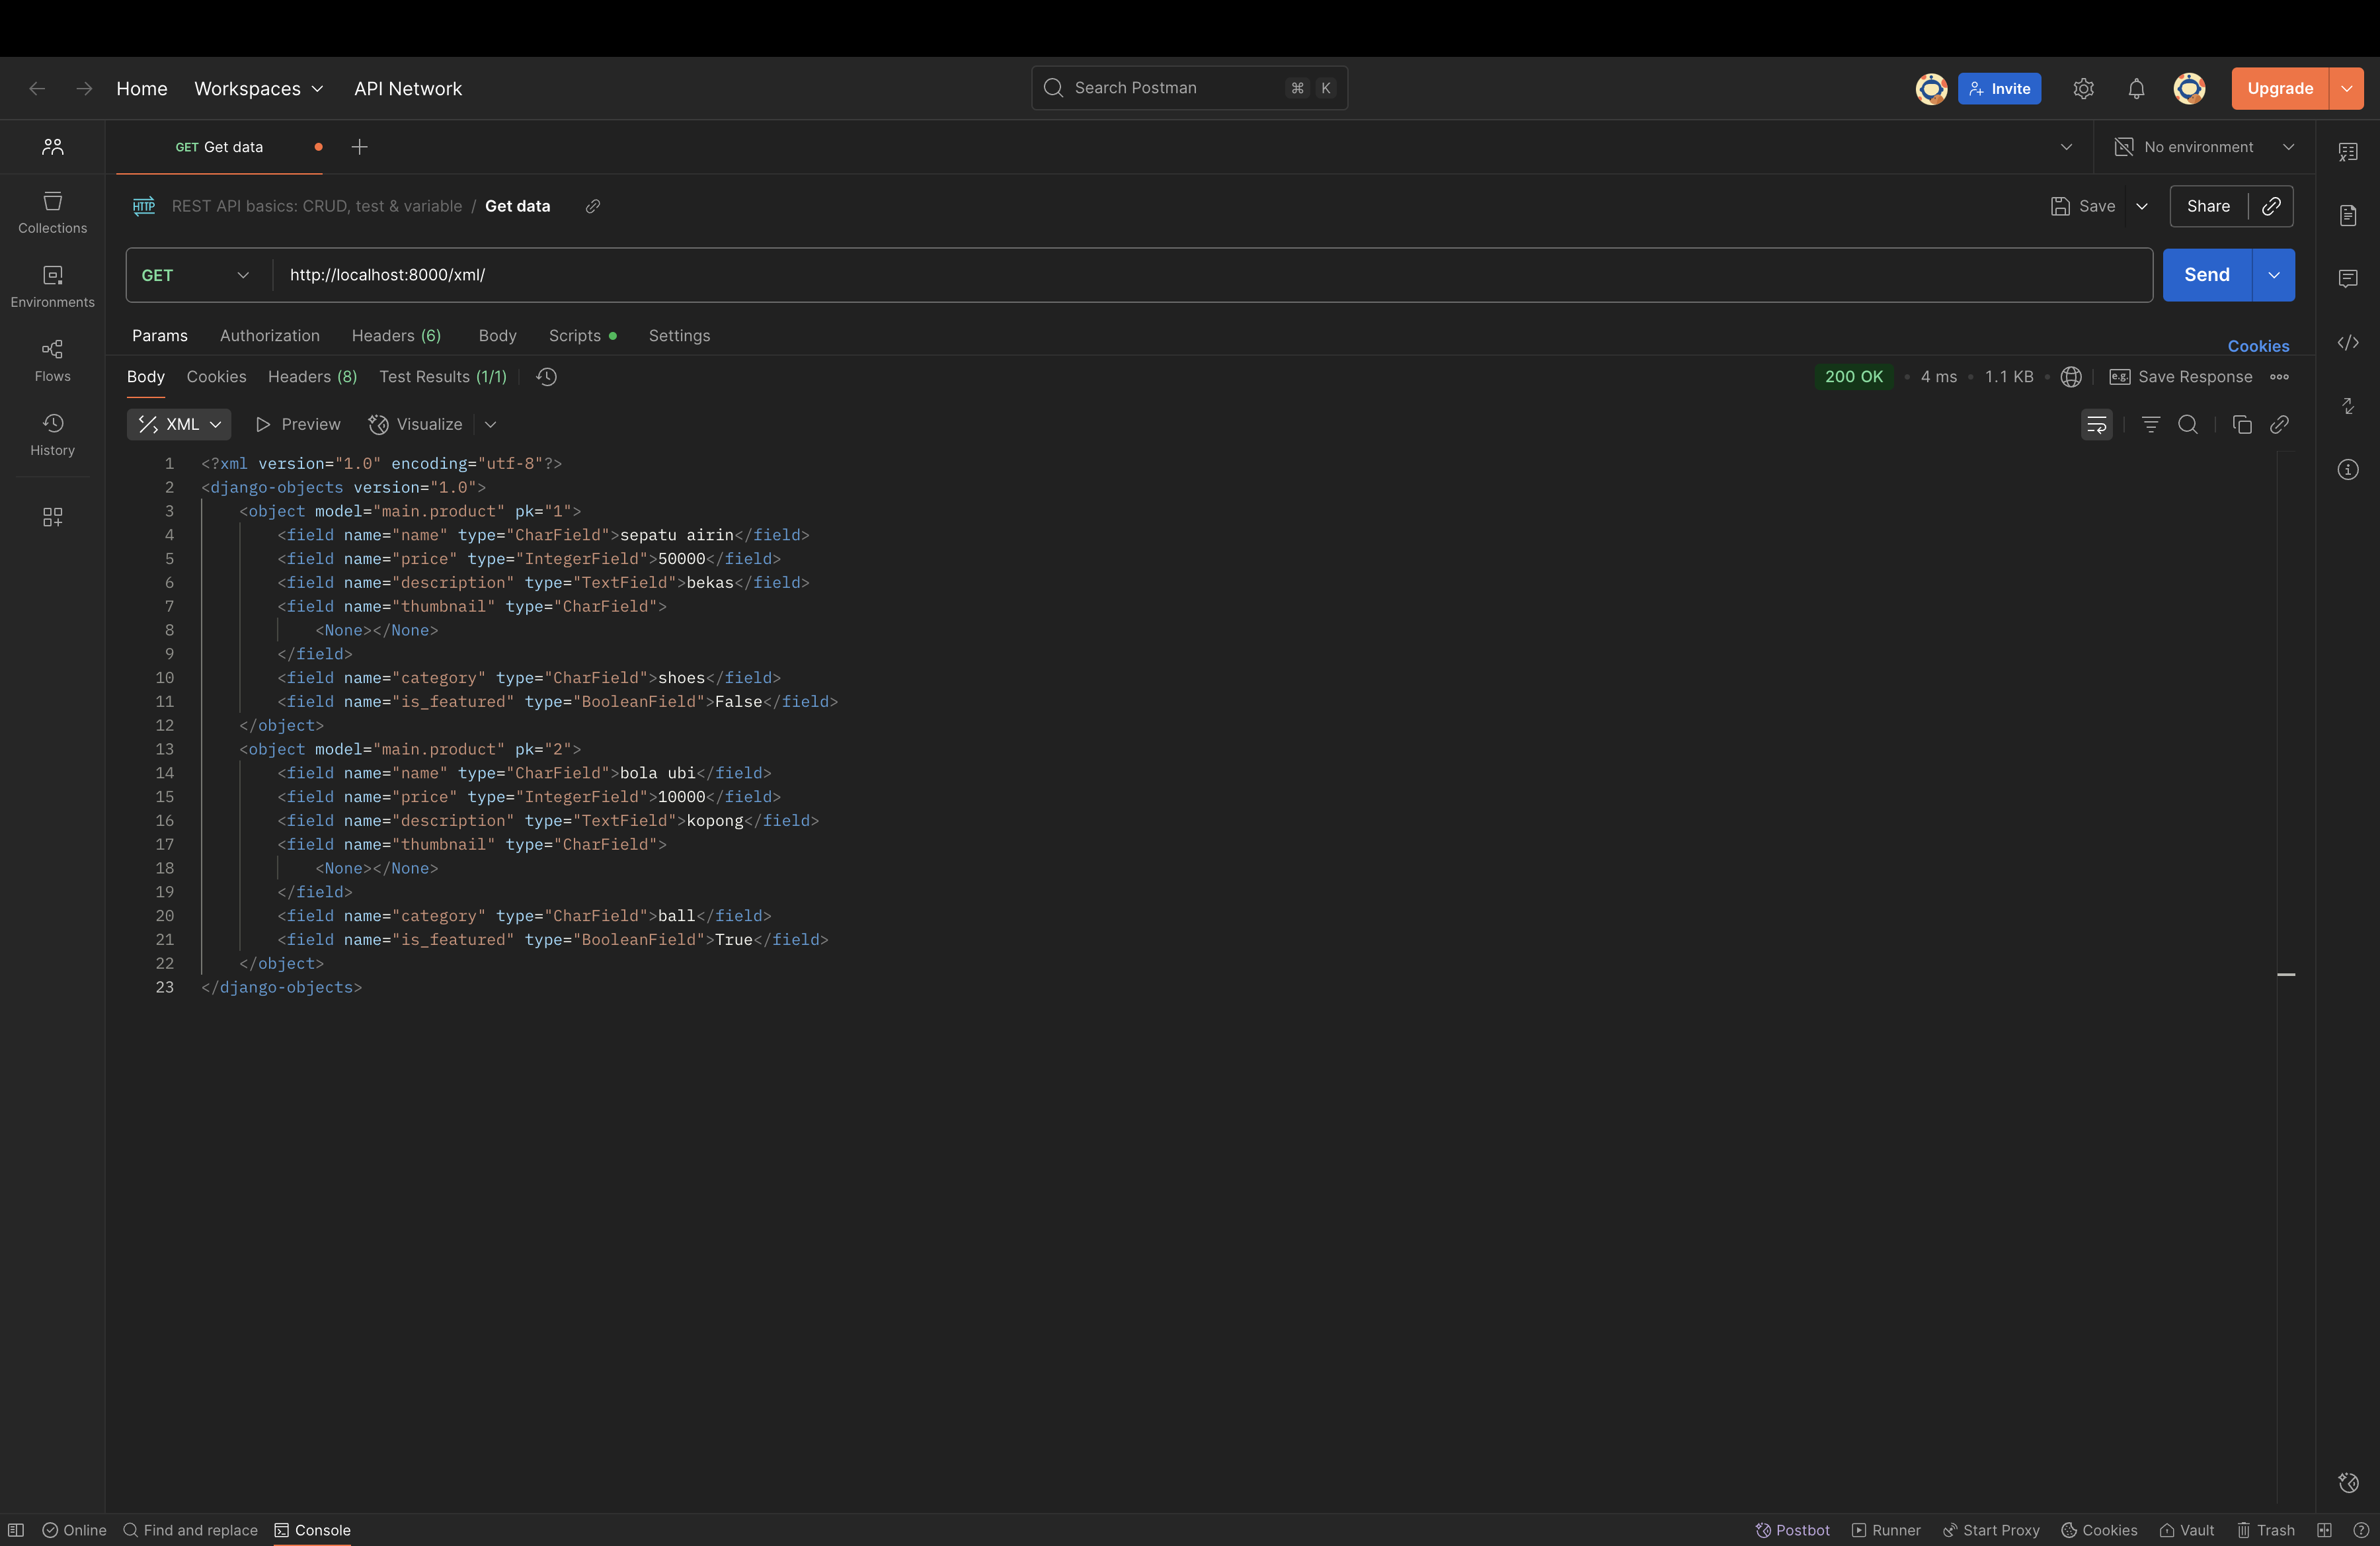 Home Workspaces API Network Search Postman ⌘ K Invite Upgrade
GET Get data No environment
HTTP REST API basics: CRUD, test & variable / Get data Save Share
GET http://localhost:8000/xml/ Send
Params Authorization Headers (6) Body Scripts Settings Cookies
Body Cookies Headers (8) Test Results (1/1) 200 OK 4 ms 1.1 KB e.g. Save Response
XML Preview Visualize
Collections
Environments
Flows
History
1 <?xml version="1.0" encoding="utf-8"?>
2 <django-objects version="1.0">
3 <object model="main.product" pk="1">
4 <field name="name" type="CharField">sepatu airin</field>
5 <field name="price" type="IntegerField">50000</field>
6 <field name="description" type="TextField">bekas</field>
7 <field name="thumbnail" type="CharField">
8 <None></None>
9 </field>
10 <field name="category" type="CharField">shoes</field>
11 <field name="is_featured" type="BooleanField">False</field>
12 </object>
13 <object model="main.product" pk="2">
14 <field name="name" type="CharField">bola ubi</field>
15 <field name="price" type="IntegerField">10000</field>
16 <field name="description" type="TextField">kopong</field>
17 <field name="thumbnail" type="CharField">
18 <None></None>
19 </field>
20 <field name="category" type="CharField">ball</field>
21 <field name="is_featured" type="BooleanField">True</field>
22 </object>
23 </django-objects>
Online Find and replace Console Postbot Runner Start Proxy Cookies Vault Trash